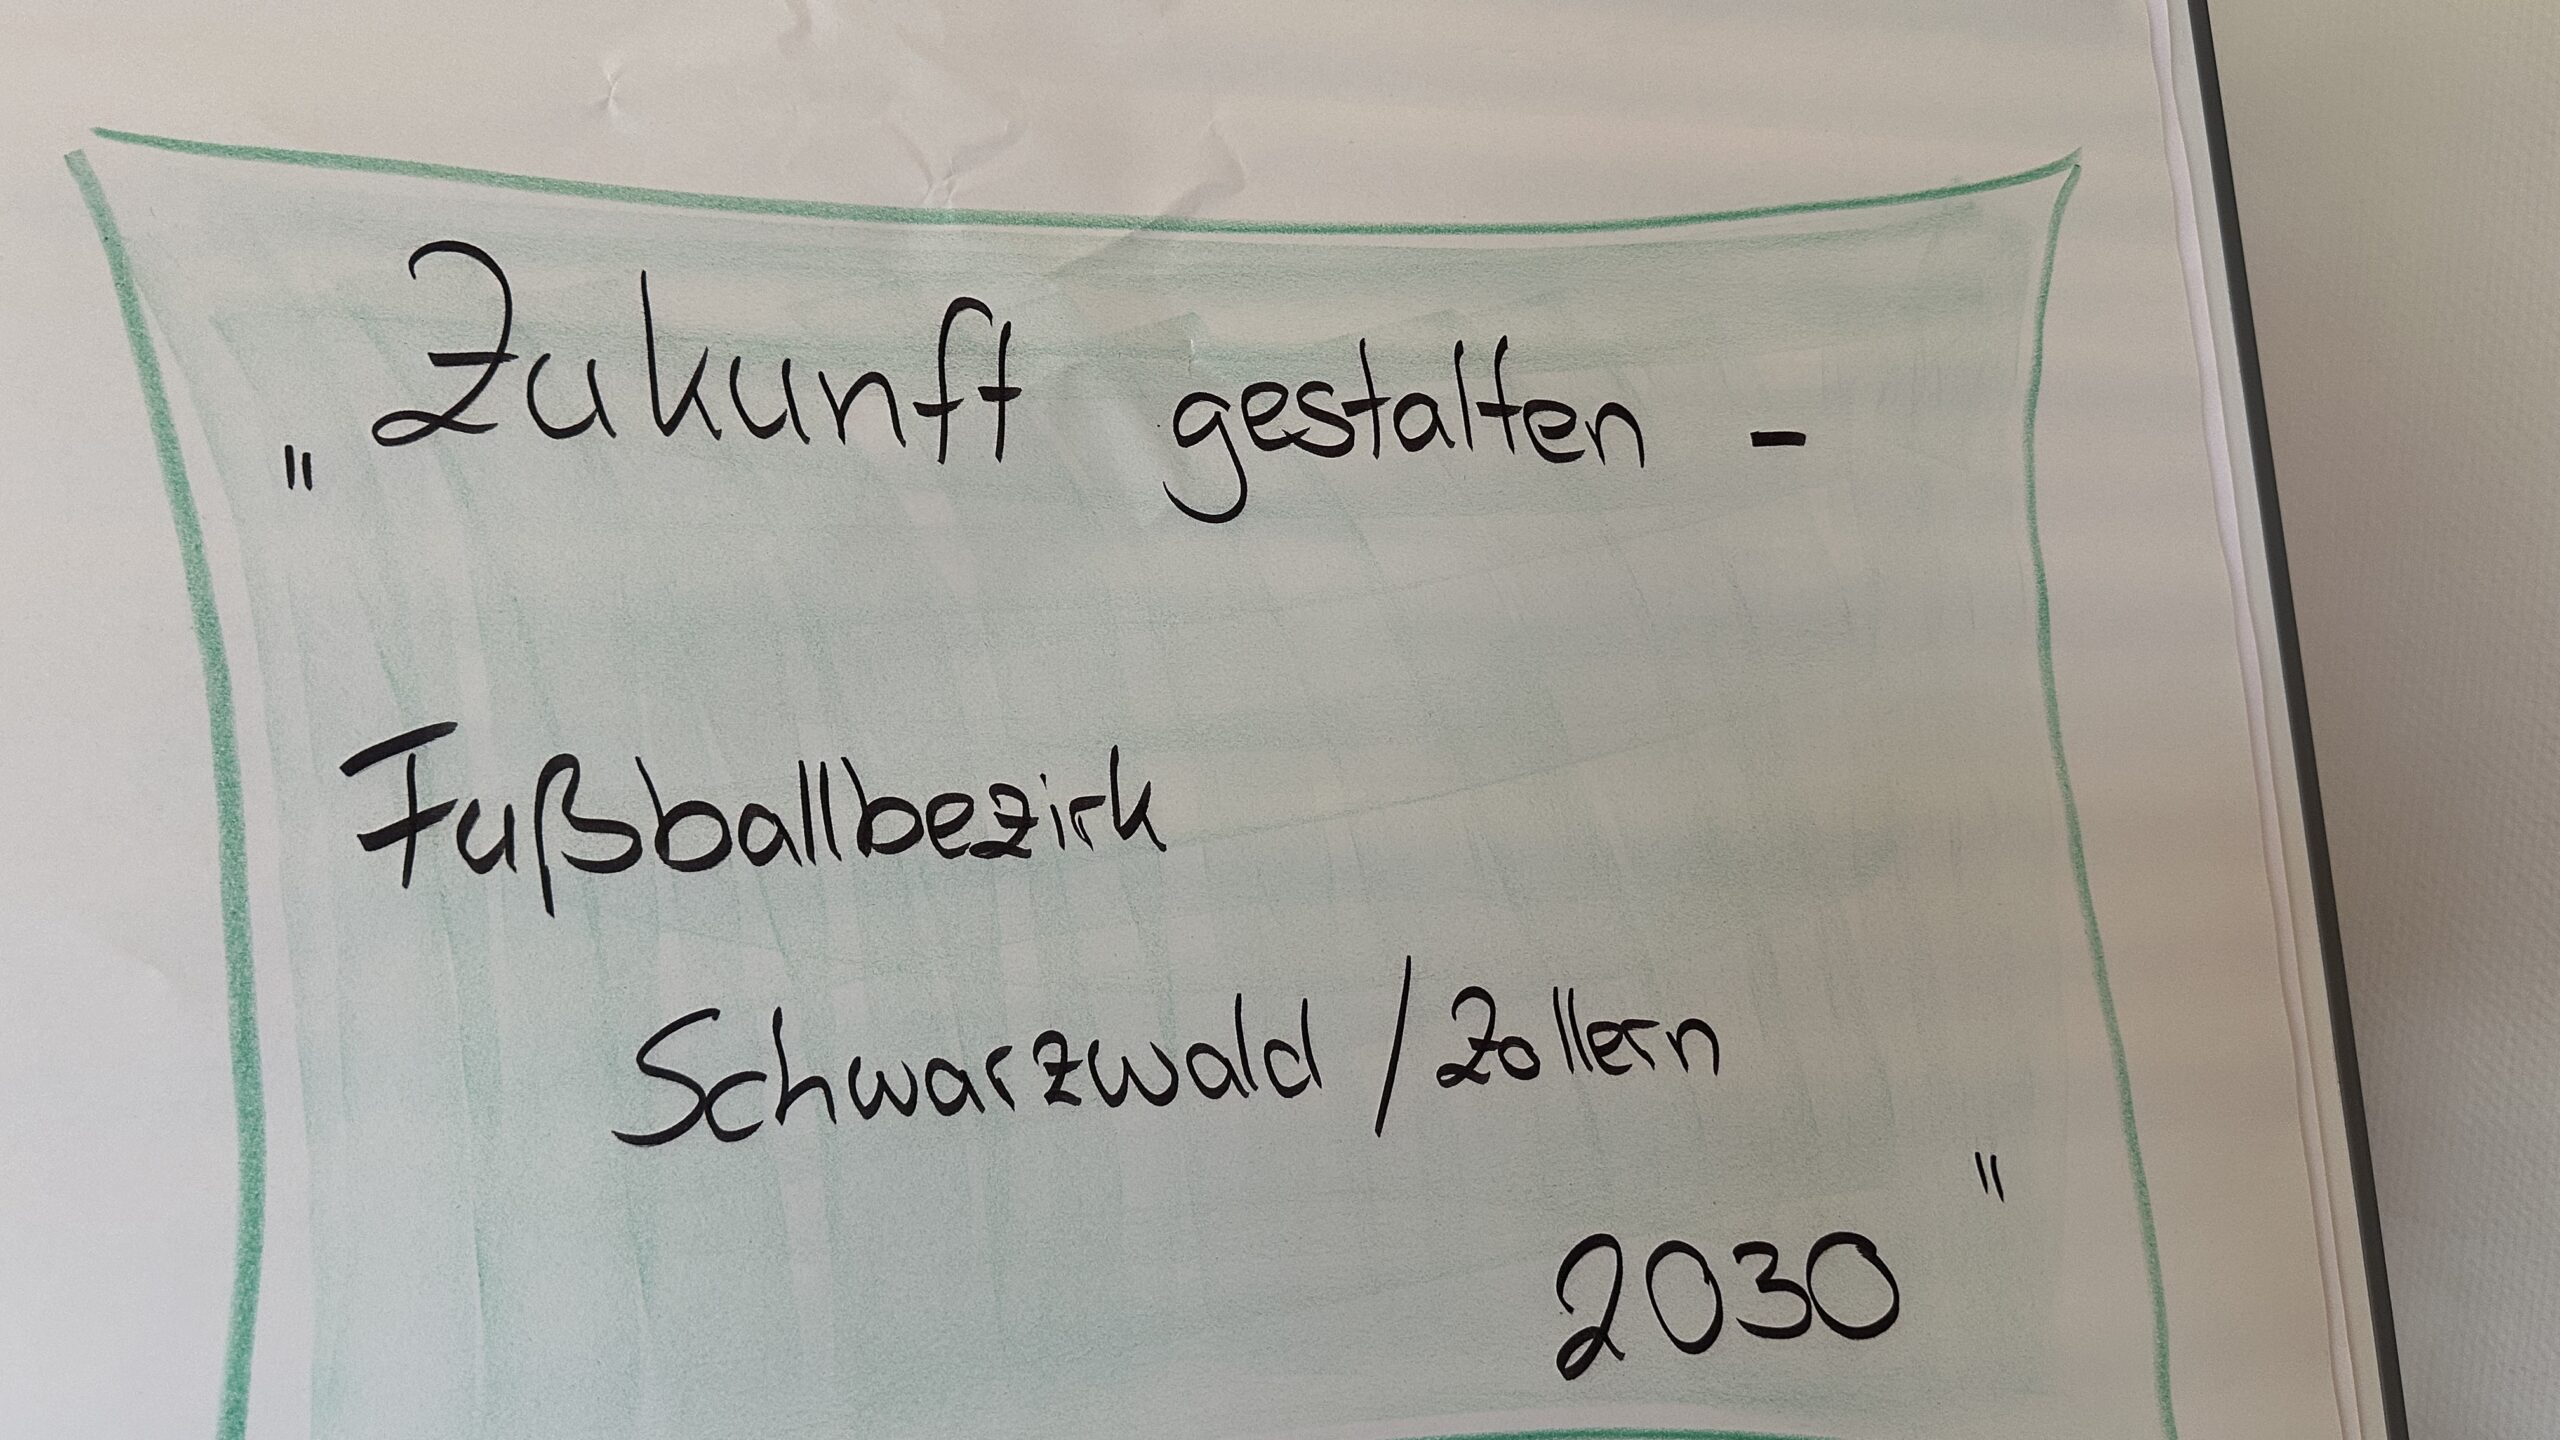 „Zukunft gestalten -
Fußballbezirk
Schwarzwald / Zollern
2030"